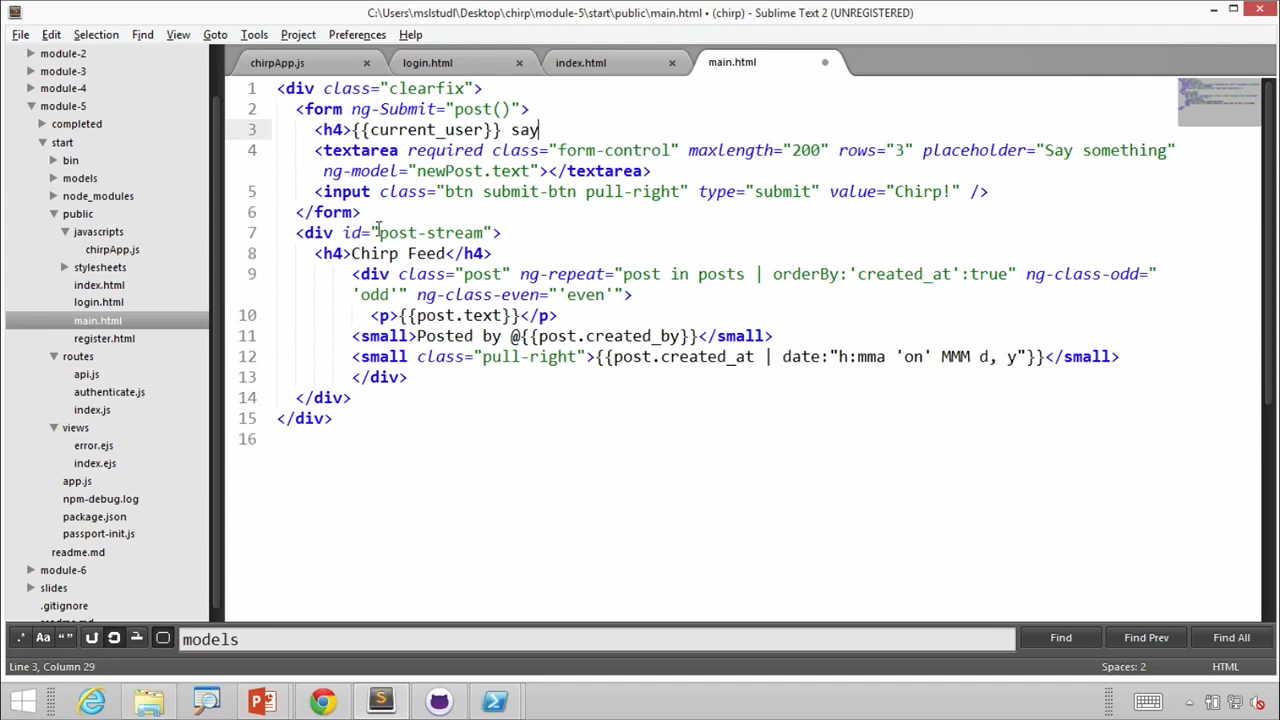 C:\Users\mslstudl\Desktop\chirp\module-5\start\public\main.html • (chirp) - Sublime Text 2 (UNREGISTERED)
File Edit Selection Find View Goto Tools Project Preferences Help
chirpApp.js × login.html × index.html × main.html
module-2
module-3
module-4
module-5
completed
start
bin
models
node_modules
public
javascripts
chirpApp.js
stylesheets
index.html
login.html
main.html
register.html
routes
api.js
authenticate.js
index.js
views
error.ejs
index.ejs
app.js
npm-debug.log
package.json
passport-init.js
readme.md
module-6
slides
.gitignore
readme.md
1 <div class="clearfix">
2 <form ng-Submit="post()">
3 <h4>{{current_user}} say
4 <textarea required class="form-control" maxlength="200" rows="3" placeholder="Say something"
ng-model="newPost.text"></textarea>
5 <input class="btn submit-btn pull-right" type="submit" value="Chirp!" />
6 </form>
7 <div id="post-stream">
8 <h4>Chirp Feed</h4>
9 <div class="post" ng-repeat="post in posts | orderBy:'created_at':true" ng-class-odd="
'odd'" ng-class-even="'even'">
10 <p>{{post.text}}</p>
11 <small>Posted by @{{post.created_by}}</small>
12 <small class="pull-right">{{post.created_at | date:"h:mma 'on' MMM d, y"}}</small>
13 </div>
14 </div>
15 </div>
16
.* Aa “ ” models Find Find Prev Find All
Line 3, Column 29 Spaces: 2 HTML